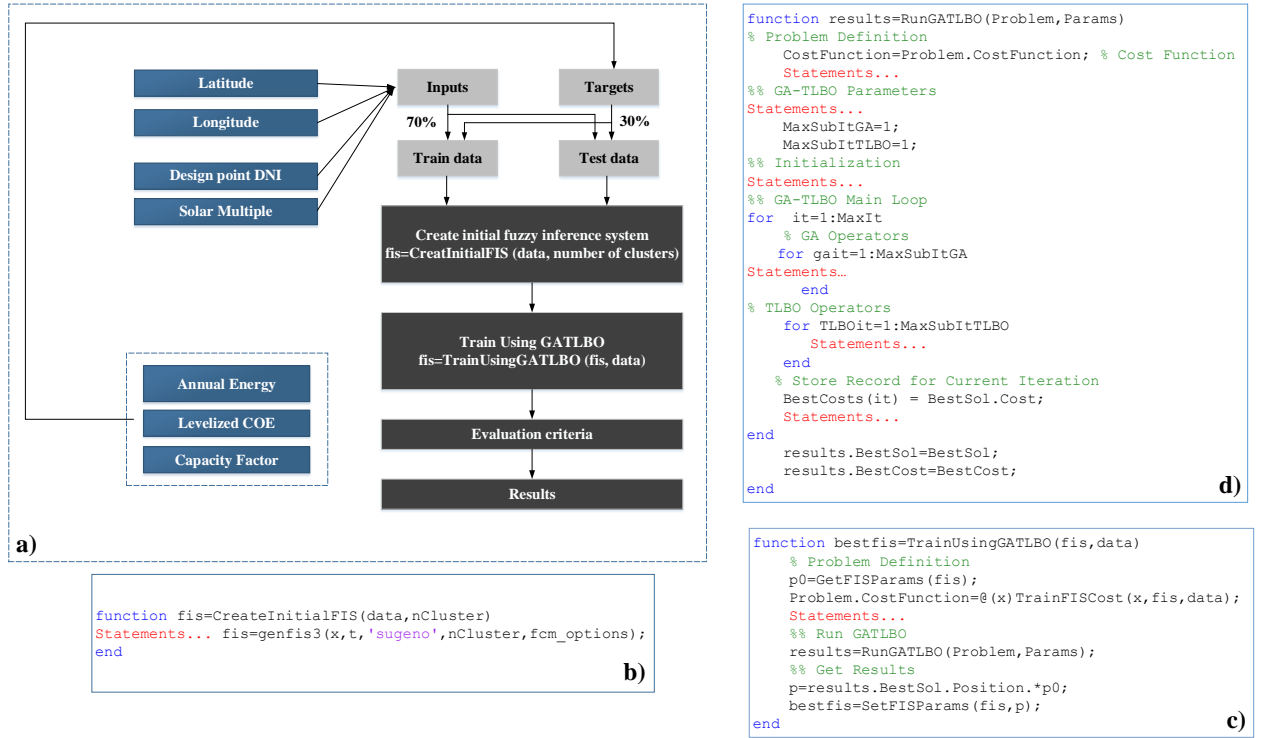 Latitude
Longitude
Design point DNI
Solar Multiple
Inputs
Targets
70%
30%
Train data
Test data
Create initial fuzzy inference system
fis=CreatInitialFIS (data, number of clusters)
Train Using GATLBO
fis=TrainUsingGATLBO (fis, data)
Evaluation criteria
Results
Annual Energy
Levelized COE
Capacity Factor
a)
function fis=CreateInitialFIS(data,nCluster)
Statements... fis=genfis3(x,t,'sugeno',nCluster,fcm_options);
end
b)
function results=RunGATLBO(Problem,Params)
% Problem Definition
CostFunction=Problem.CostFunction; % Cost Function
Statements...
%% GA-TLBO Parameters
Statements...
MaxSubItGA=1;
MaxSubItTLBO=1;
%% Initialization
Statements...
%% GA-TLBO Main Loop
for it=1:MaxIt
% GA Operators
for gait=1:MaxSubItGA
Statements…
end
% TLBO Operators
for TLBOit=1:MaxSubItTLBO
Statements...
end
% Store Record for Current Iteration
BestCosts(it) = BestSol.Cost;
Statements...
end
results.BestSol=BestSol;
results.BestCost=BestCost;
end
d)
function bestfis=TrainUsingGATLBO(fis,data)
% Problem Definition
p0=GetFISParams(fis);
Problem.CostFunction=@(x)TrainFISCost(x,fis,data);
Statements...
%% Run GATLBO
results=RunGATLBO(Problem,Params);
%% Get Results
p=results.BestSol.Position.*p0;
bestfis=SetFISParams(fis,p);
end
c)